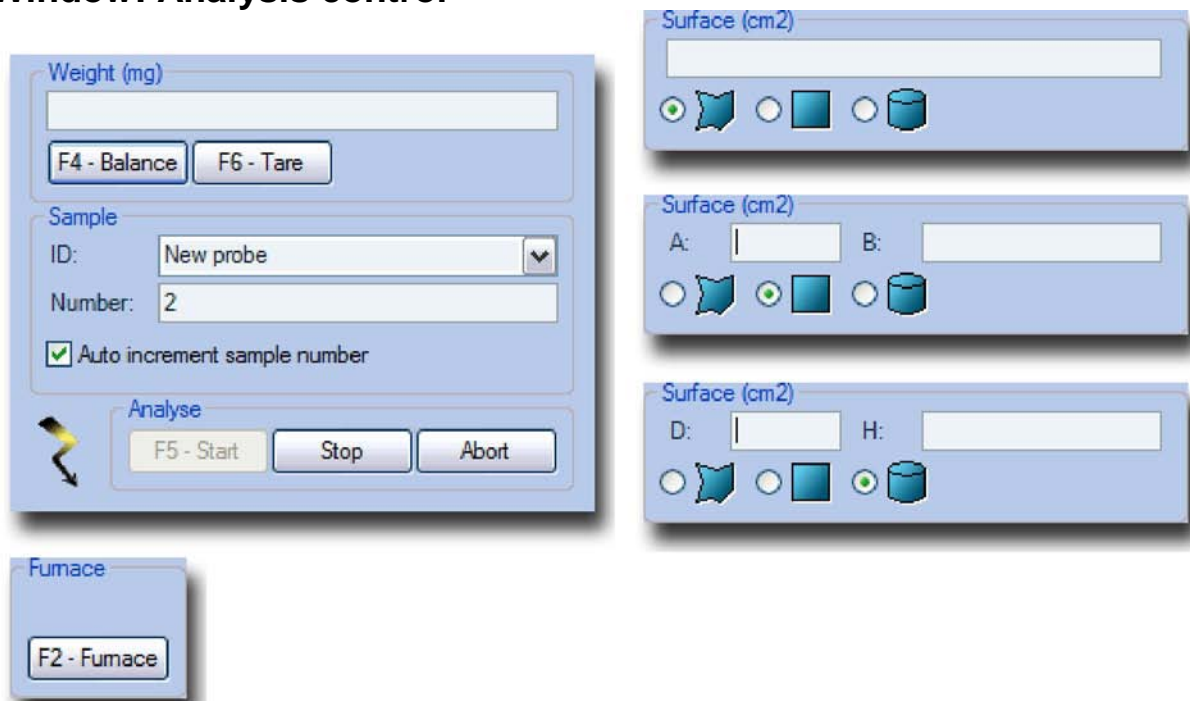 Window: Analysis control
Weight (mg)
F4 - Balance
F6 - Tare
Sample
ID: New probe
Number: 2
Auto increment sample number
Analyse
F5 - Start
Stop
Abort
Furnace
F2 - Furnace
Surface (cm2)
Surface (cm2)
A: B:
Surface (cm2)
D: H: